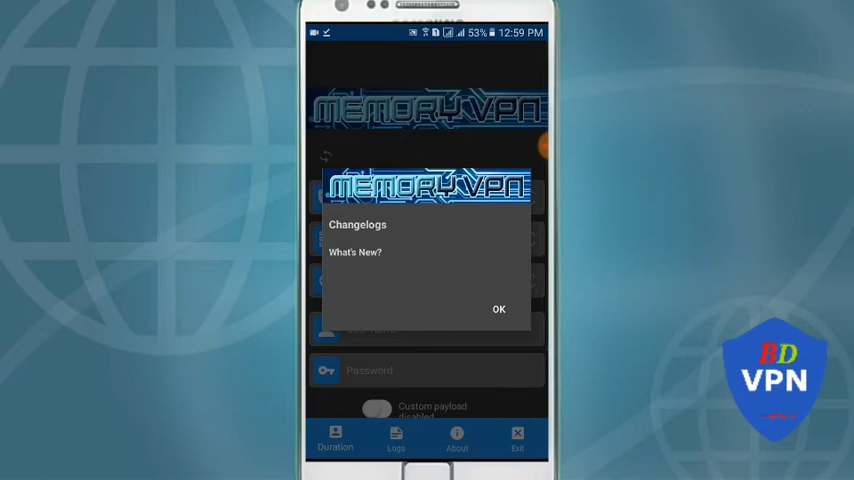 53% 12:59 PM
MEMORY VPN
MEMORY VPN
Changelogs
What's New?
OK
Password
Custom payload
disabled
Duration
Logs
About
Exit
BD
VPN